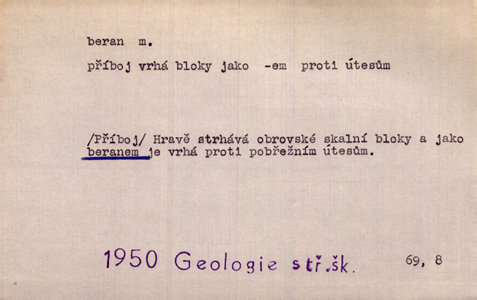 beran m.
příboj vrhá bloky jako -em proti útesům
/Příboj/ Hravě strhává obrovské skalní bloky a jako
beranem je vrhá proti pobřežním útesům.
1950 Geologie stř.šk. 69, 8